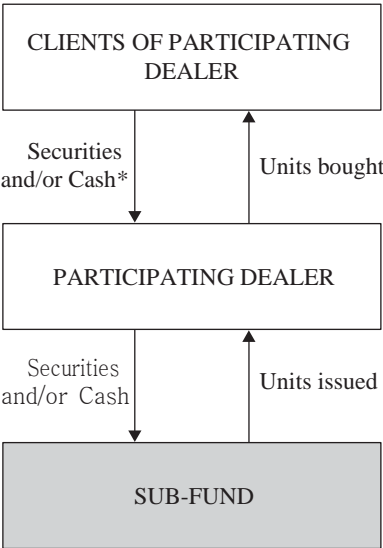 CLIENTS OF PARTICIPATING
DEALER
Securities
and/or Cash*
Units bought
PARTICIPATING DEALER
Securities
and/or Cash
Units issued
SUB-FUND